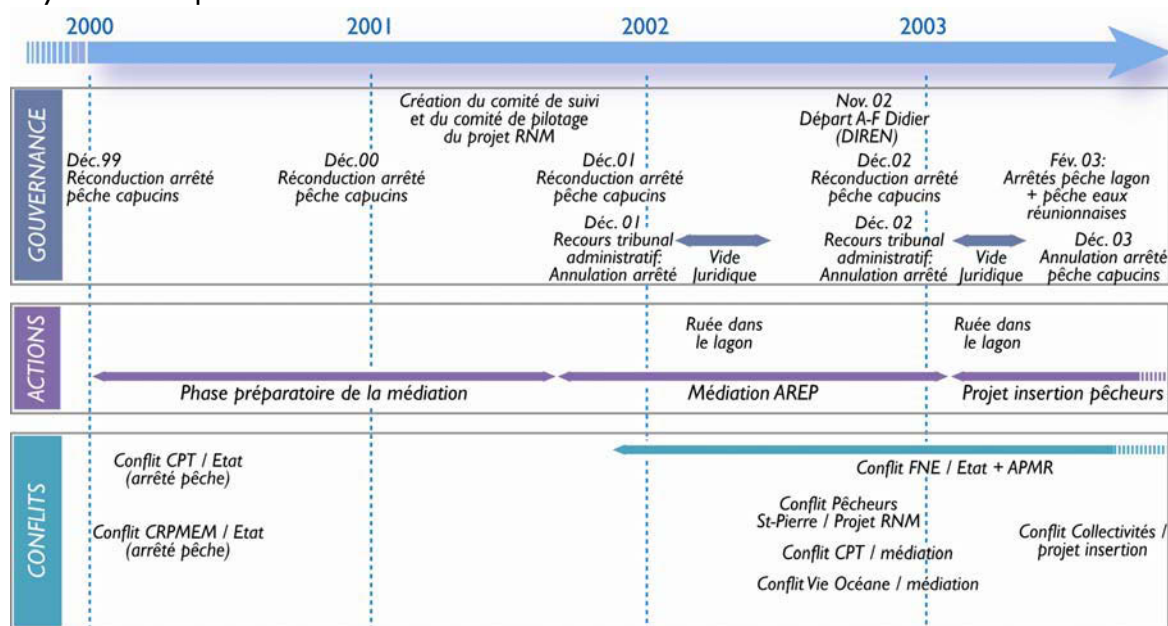 2000
2001
2002
2003
GOUVERNANCE
Création du comité de suivi
et du comité de pilotage
du projet RNM
Nov. 02
Départ A-F Didier
(DIREN)
Déc.99
Réconduction arrêté
pêche capucins
Déc.00
Réconduction arrêté
pêche capucins
Déc.01
Réconduction arrêté
pêche capucins
Déc.02
Réconduction arrêté
pêche capucins
Fév. 03:
Arrêtés pêche lagon
+ pêche eaux
réunionnaises
Déc. 01
Recours tribunal
administratif:
Annulation arrêté
Vide
Juridique
Déc. 02
Recours tribunal
administratif:
Annulation arrêté
Vide
Juridique
Déc. 03
Annulation arrêté
pêche capucins
ACTIONS
Ruée dans
le lagon
Ruée dans
le lagon
Phase préparatoire de la médiation
Médiation AREP
Projet insertion pêcheurs
CONFLITS
Conflit CPT / Etat
(arrêté pêche)
Conflit CRPMEM / Etat
(arrêté pêche)
Conflit FNE / Etat + APMR
Conflit Pêcheurs
St-Pierre / Projet RNM
Conflit CPT / médiation
Conflit Vie Océane / médiation
Conflit Collectivités /
projet insertion